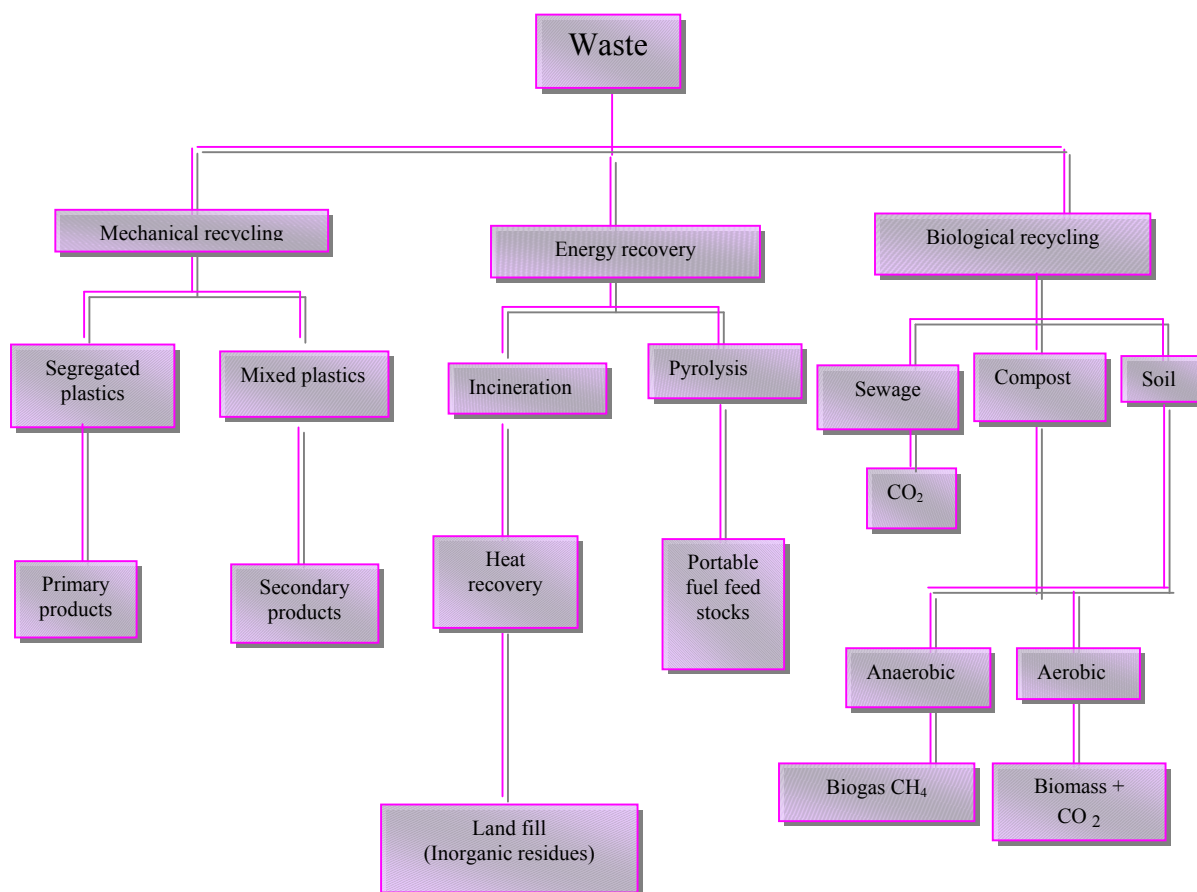 Waste
Mechanical recycling
Energy recovery
Biological recycling
Segregated
plastics
Mixed plastics
Incineration
Pyrolysis
Sewage
Compost
Soil
CO₂
Primary
products
Secondary
products
Heat
recovery
Portable
fuel feed
stocks
Anaerobic
Aerobic
Biogas CH₄
Biomass +
CO ₂
Land fill
(Inorganic residues)